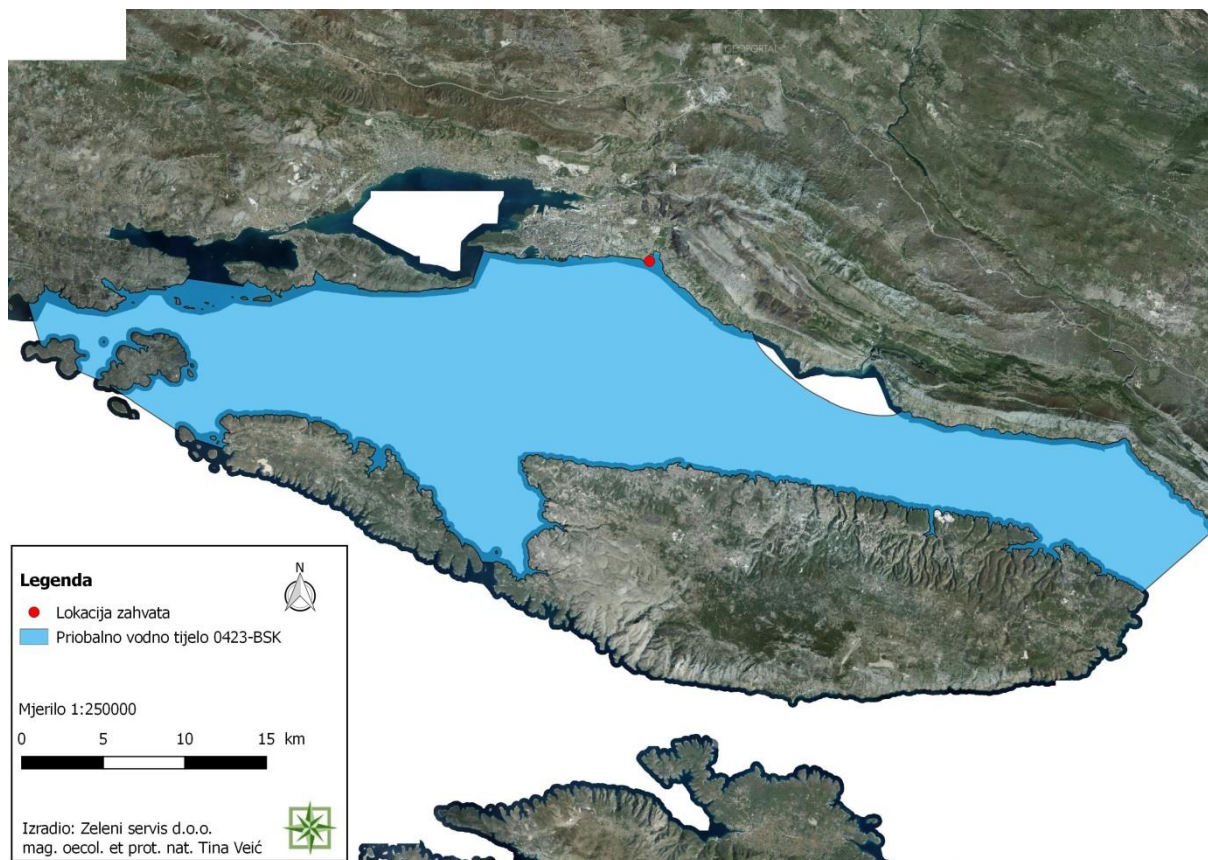 GEOPORTAL
Legenda
N
Lokacija zahvata
Priobalno vodno tijelo 0423-BSK
Mjerilo 1:250000
0 5 10 15 km
Izradio: Zeleni servis d.o.o.
mag. oecol. et prot. nat. Tina Veić